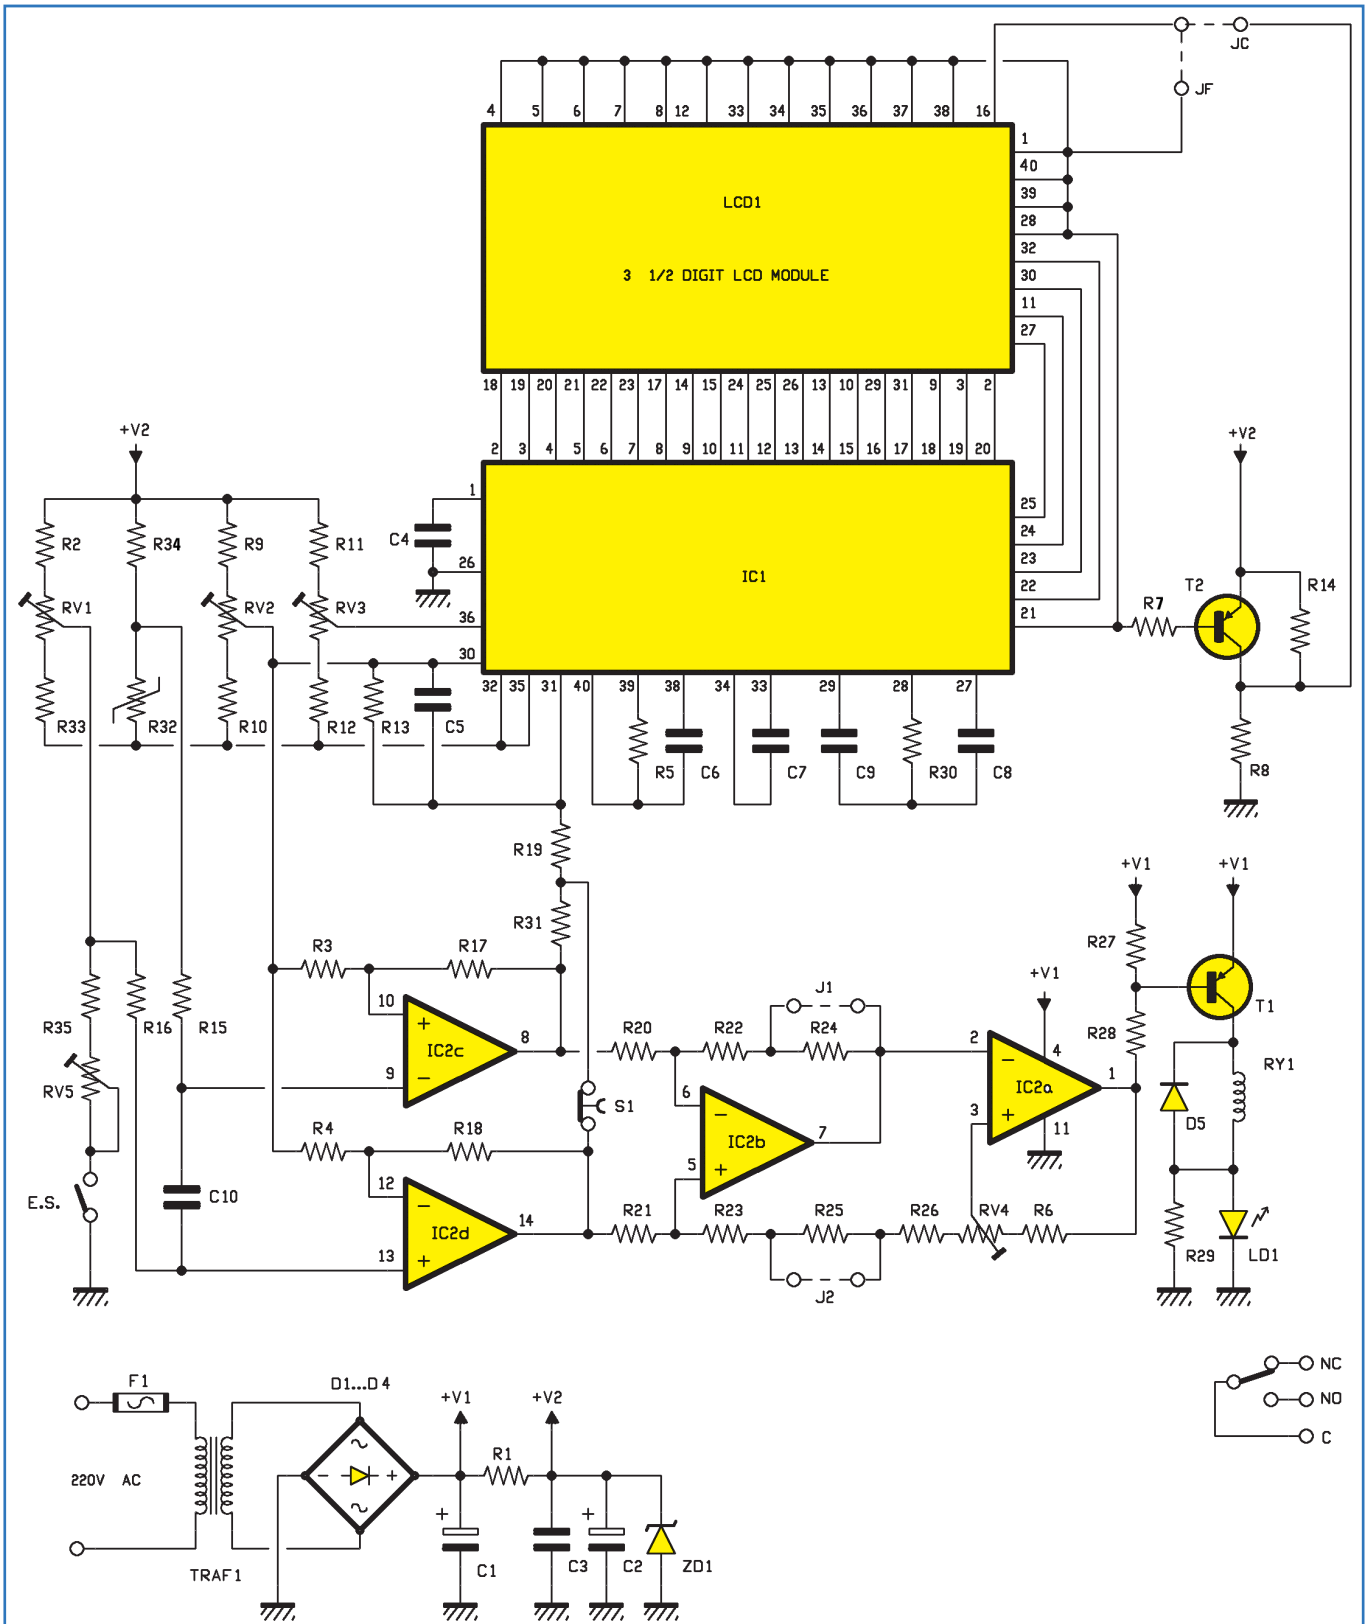 JC
JF
4 5 6 7 8 12 33 34 35 36 37 38 16
1
40
39
LCD1
28
32
3 1/2 DIGIT LCD MODULE
30
11
27
18 19 20 21 22 23 17 14 15 24 25 26 13 10 29 31 9 3 2
+V2
+V2
2 3 4 5 6 7 8 9 10 11 12 13 14 15 16 17 18 19 20
1
25
R2 R34 R9 R11 C4
24
26 IC1 23
T2 R14
22
RV1 RV2 RV3 36 21 R7
30
32 35 31 40 39 38 34 33 29 28 27
R33 R32 R10 R12 R13 C5
R5 C6 C7 C9 R30 C8 R8
R19
+V1 +V1
R31
R3 R17 R27
+V1
10 J1 T1
+
R35 R16 R15 IC2c 8 R20 R22 R24 2 R28
− 4
9 − 1 RY1
RV5 6 IC2a
S1 − 3 +
R4 R18 IC2b 7 11 D5
5 +
12
E.S. C10 − R21 R23 R25 R26 RV4 R6
IC2d 14
13 + R29 LD1
J2
NC
F1 D1...D4
+V1 +V2 NO
~ R1 C
220V AC − +
~ + +
TRAF1 C1 C3 C2 ZD1